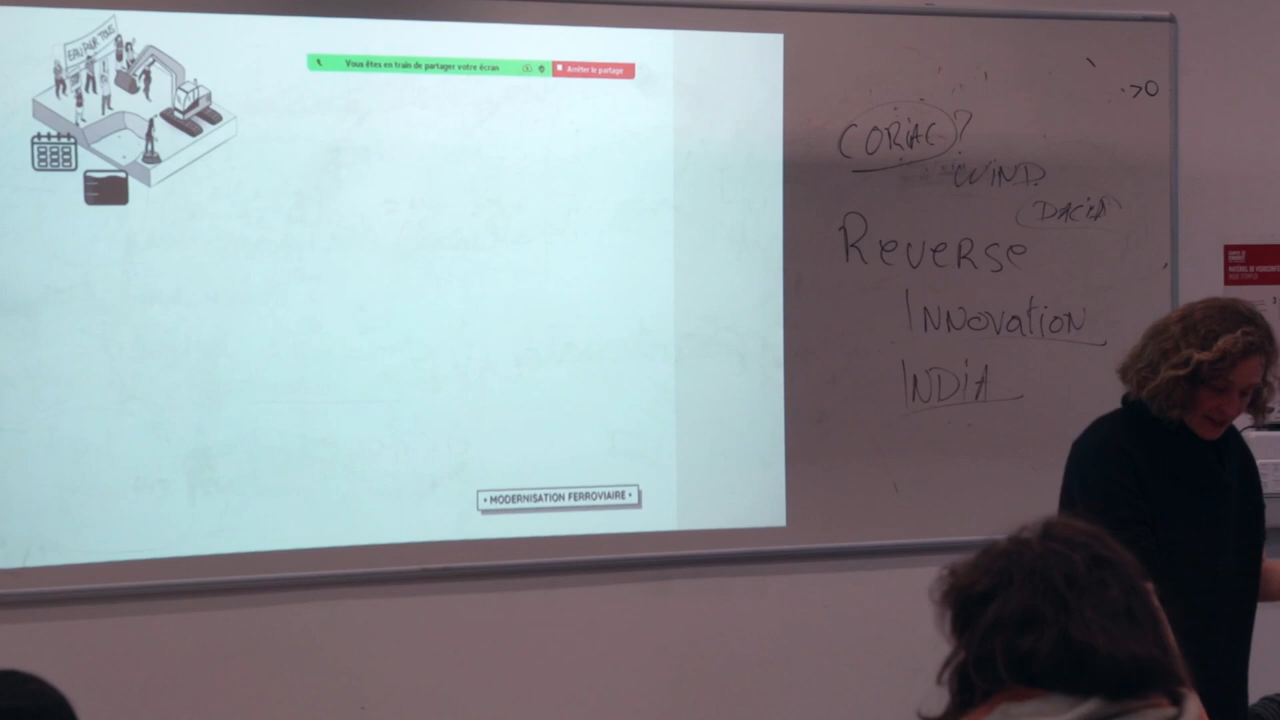 EAU POUR TOUS
Vous êtes en train de partager votre écran
Arrêter le partage
• MODERNISATION FERROVIAIRE •
.>0
CORIAC?
WIND
DACIA
Reverse
Innovation
INDIA